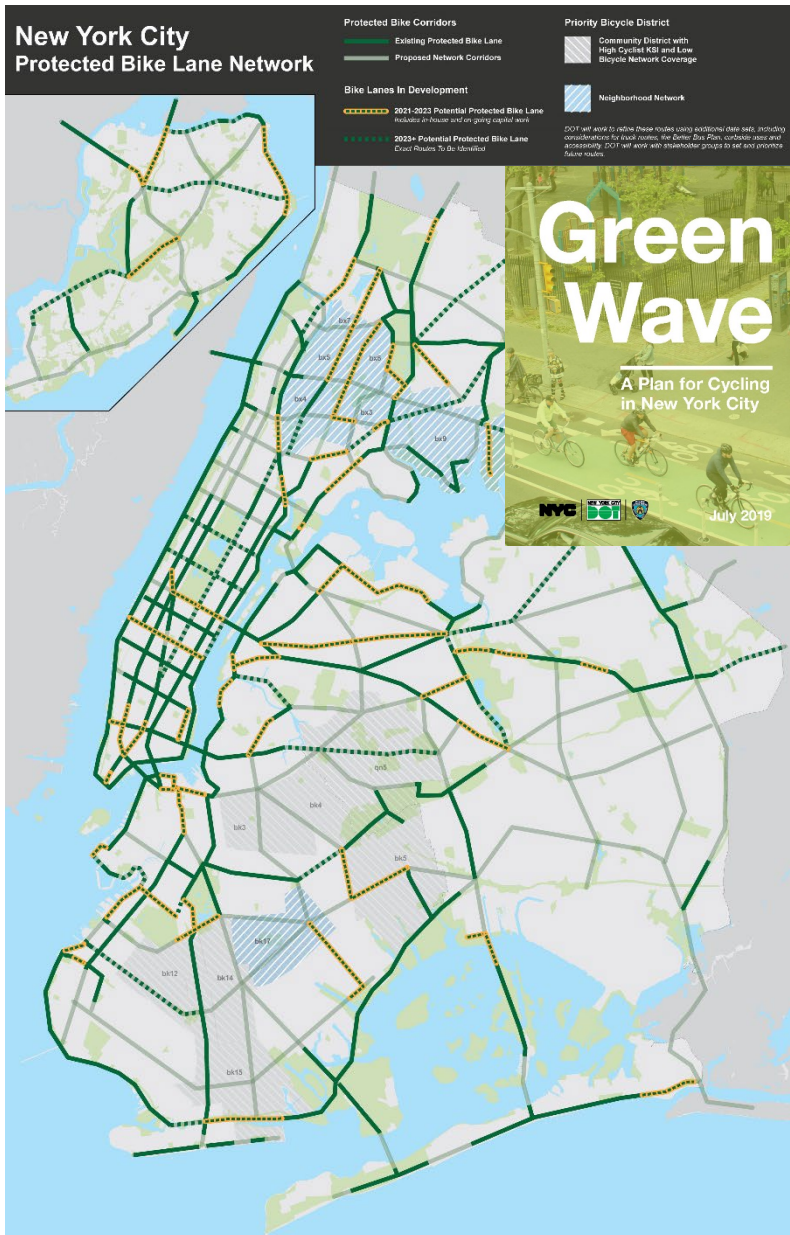 New York City
Protected Bike Lane Network
Protected Bike Corridors
Existing Protected Bike Lane
Proposed Network Corridors
Bike Lanes In Development
2021-2023 Potential Protected Bike Lane
Includes in-house and on-going capital work
2023+ Potential Protected Bike Lane
Exact Routes To Be Identified
Priority Bicycle District
Community District with
High Cyclist KSI and Low
Bicycle Network Coverage
Neighborhood Network
DOT will work to refine these routes using additional data sets, including
considerations for truck routes, the Better Bus Plan, curbside uses and
accessibility. DOT will work with stakeholder groups to set and prioritize
future routes.
Green
Wave
A Plan for Cycling
in New York City
NYC
NEW YORK CITY
DOT
July 2019
bx7
bx5
bx6
bx4
bx3
bx9
qn5
bk4
bk3
bk5
bk17
bk12
bk14
bk15